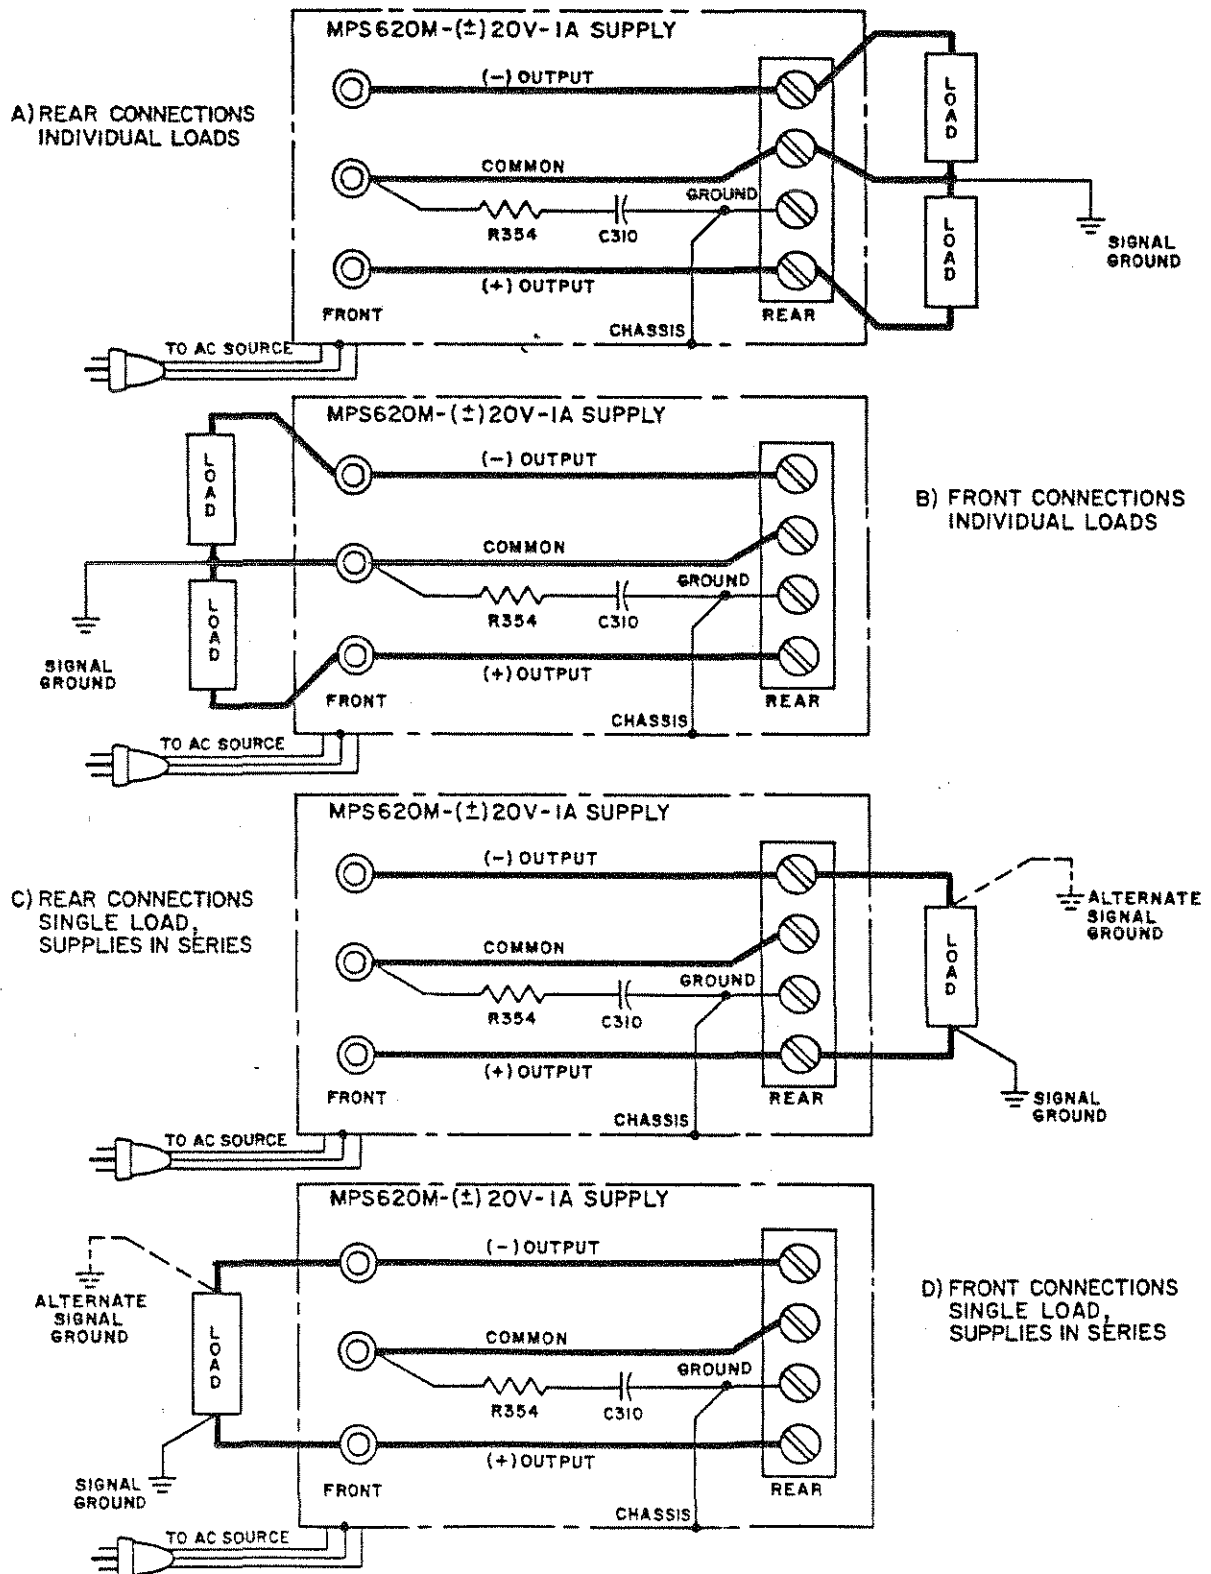 MPS620M-(±)20V-1A SUPPLY
A) REAR CONNECTIONS
INDIVIDUAL LOADS
(-) OUTPUT
COMMON
GROUND
R354
C310
(+) OUTPUT
FRONT
REAR
CHASSIS
TO AC SOURCE
LOAD
LOAD
SIGNAL
GROUND
MPS620M-(±)20V-1A SUPPLY
B) FRONT CONNECTIONS
INDIVIDUAL LOADS
LOAD
LOAD
SIGNAL
GROUND
(-) OUTPUT
COMMON
GROUND
R354
C310
(+) OUTPUT
FRONT
REAR
CHASSIS
TO AC SOURCE
MPS620M-(±)20V-1A SUPPLY
C) REAR CONNECTIONS
SINGLE LOAD,
SUPPLIES IN SERIES
(-) OUTPUT
COMMON
GROUND
R354
C310
(+) OUTPUT
FRONT
REAR
CHASSIS
TO AC SOURCE
LOAD
ALTERNATE
SIGNAL
GROUND
SIGNAL
GROUND
MPS620M-(±)20V-1A SUPPLY
D) FRONT CONNECTIONS
SINGLE LOAD,
SUPPLIES IN SERIES
ALTERNATE
SIGNAL
GROUND
LOAD
SIGNAL
GROUND
(-) OUTPUT
COMMON
GROUND
R354
C310
(+) OUTPUT
FRONT
REAR
CHASSIS
TO AC SOURCE